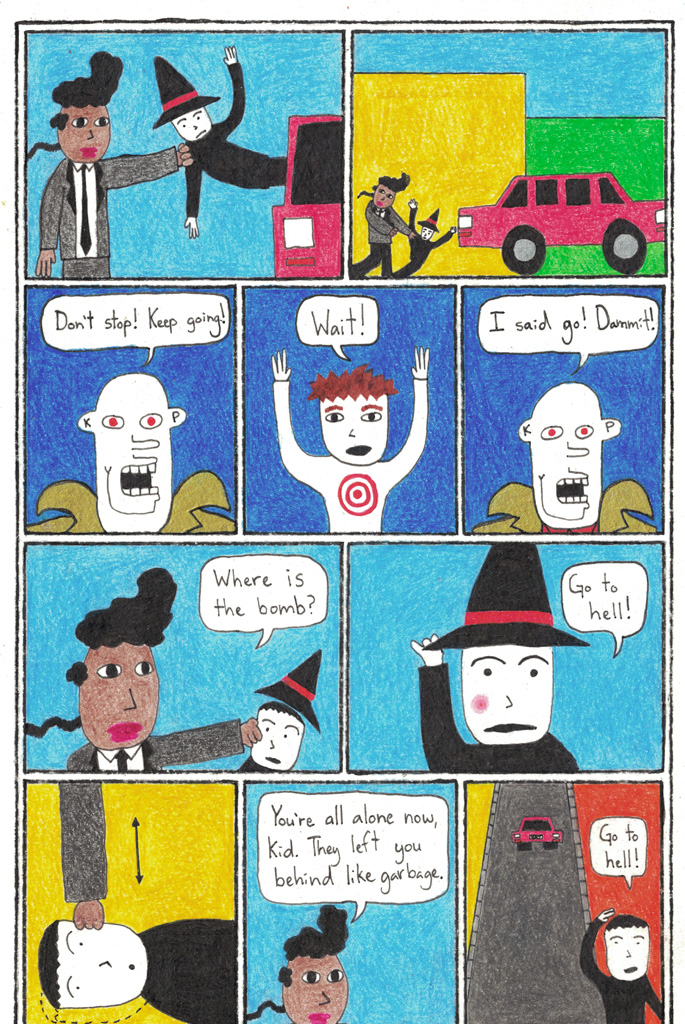 Don't stop! Keep going!
K P
Wait!
I said go! Dammit!
K P
Where is
the bomb?
Go to
hell!
You're all alone now,
Kid. They left you
behind like garbage.
Go to
hell!